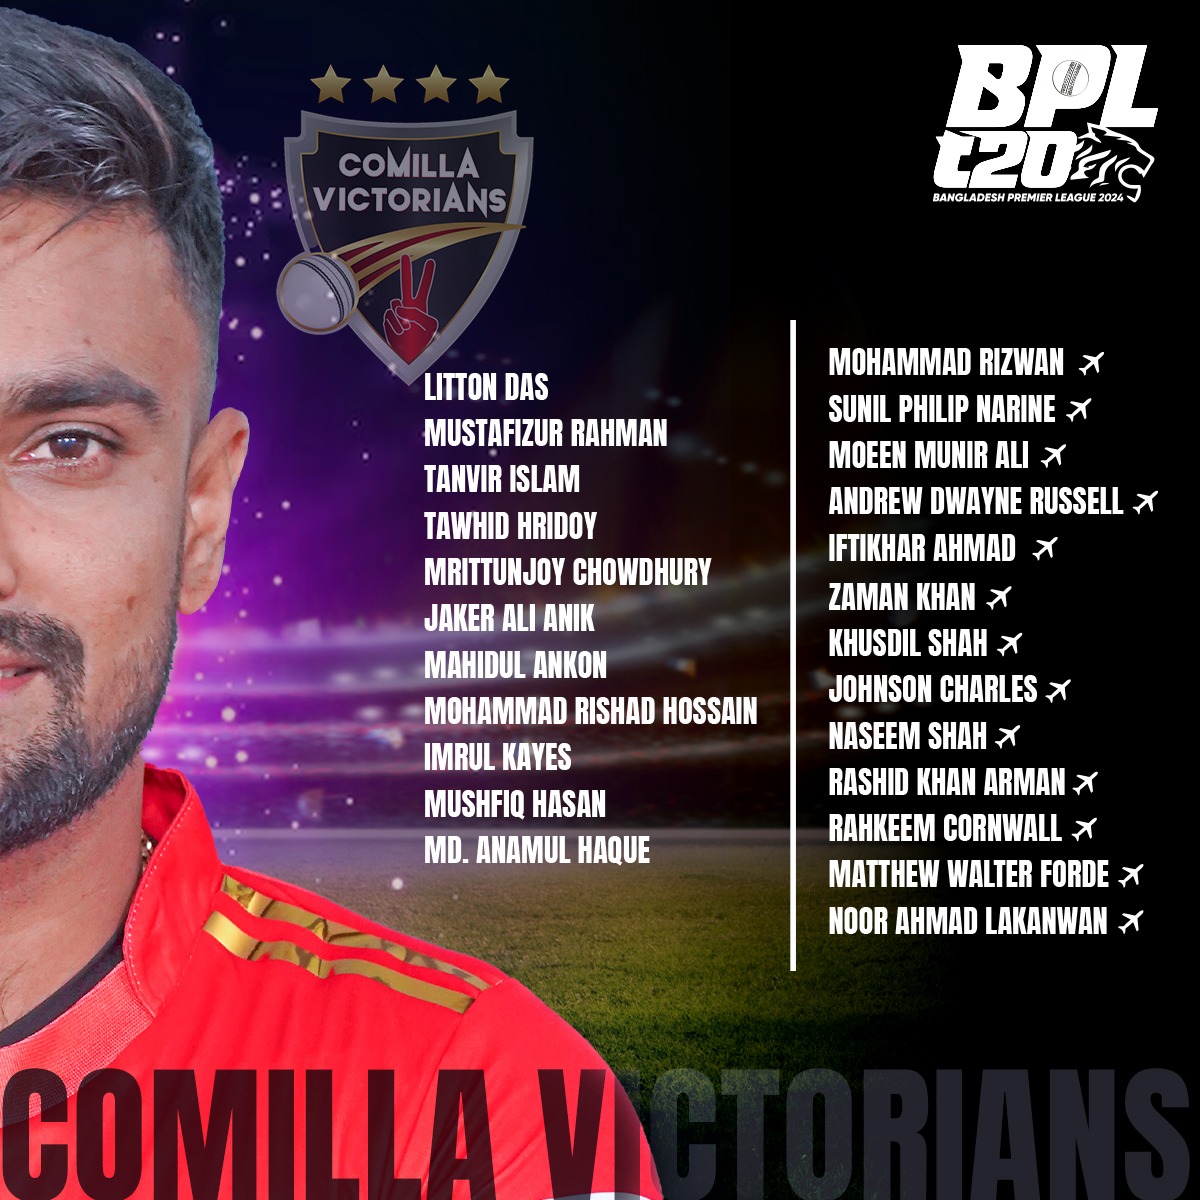 COMILLA
VICTORIANS
BPL
t20
BANGLADESH PREMIER LEAGUE 2024
LITTON DAS
MUSTAFIZUR RAHMAN
TANVIR ISLAM
TAWHID HRIDOY
MRITTUNJOY CHOWDHURY
JAKER ALI ANIK
MAHIDUL ANKON
MOHAMMAD RISHAD HOSSAIN
IMRUL KAYES
MUSHFIQ HASAN
MD. ANAMUL HAQUE
MOHAMMAD RIZWAN
SUNIL PHILIP NARINE
MOEEN MUNIR ALI
ANDREW DWAYNE RUSSELL
IFTIKHAR AHMAD
ZAMAN KHAN
KHUSDIL SHAH
JOHNSON CHARLES
NASEEM SHAH
RASHID KHAN ARMAN
RAHKEEM CORNWALL
MATTHEW WALTER FORDE
NOOR AHMAD LAKANWAN
COMILLA VICTORIANS